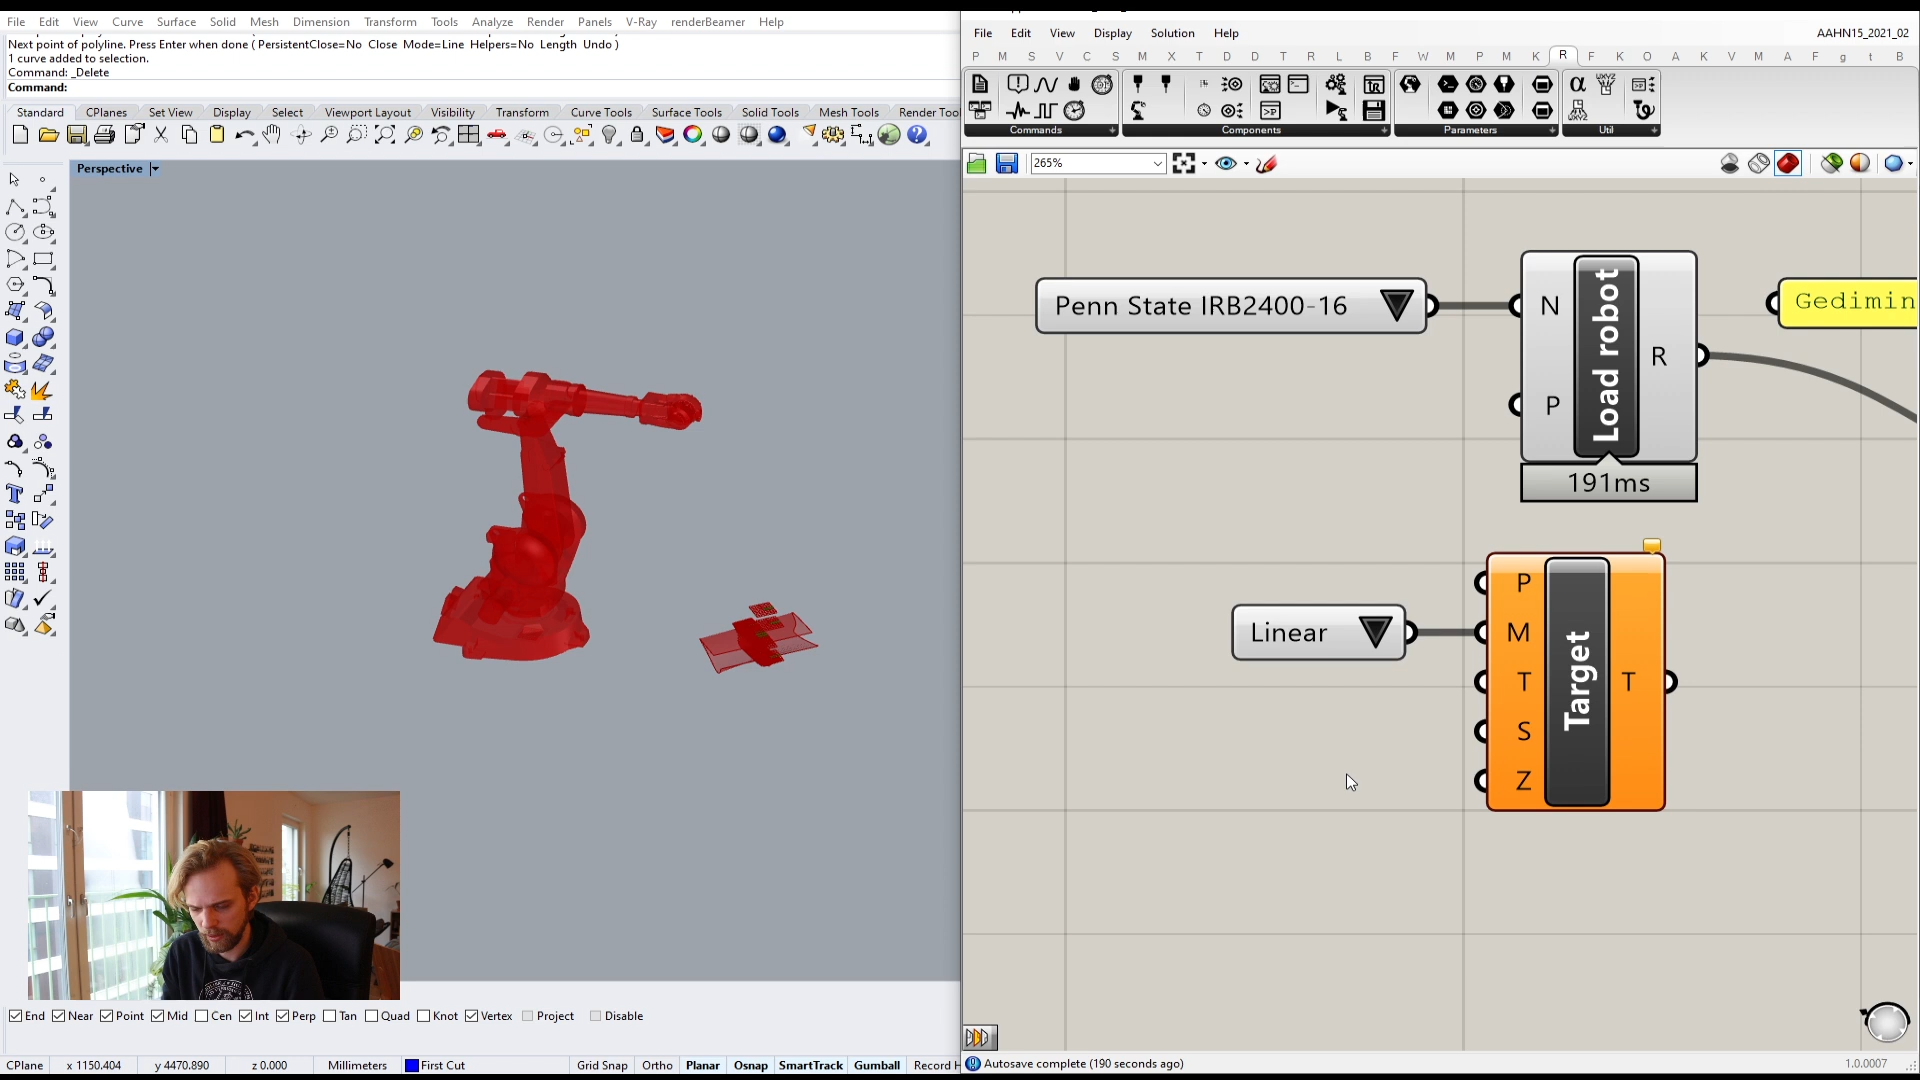 File Edit View Curve Surface Solid Mesh Dimension Transform Tools Analyze Render Panels V-Ray renderBeamer Help
Next point of polyline. Press Enter when done ( PersistentClose=No Close Mode=Line Helpers=No Length Undo )
1 curve added to selection.
Command: _Delete
Command:
Standard CPlanes Set View Display Select Viewport Layout Visibility Transform Curve Tools Surface Tools Solid Tools Mesh Tools Render Tool
Perspective
End Near Point Mid Cen Int Perp Tan Quad Knot Vertex Project Disable
CPlane x 1150.404 y 4470.890 z 0.000 Millimeters First Cut Grid Snap Ortho Planar Osnap SmartTrack Gumball Record H
File Edit View Display Solution Help AAHN15_2021_02
P M S V C S M X T D D T R L B F W M P M K R F K O A K V M A F g t B
Commands Components Parameters Util
265%
Penn State IRB2400-16
N
P
Load robot
R
191ms
Gedimin
Linear
P
M
T
S
Z
Target
T
Autosave complete (190 seconds ago) 1.0.0007